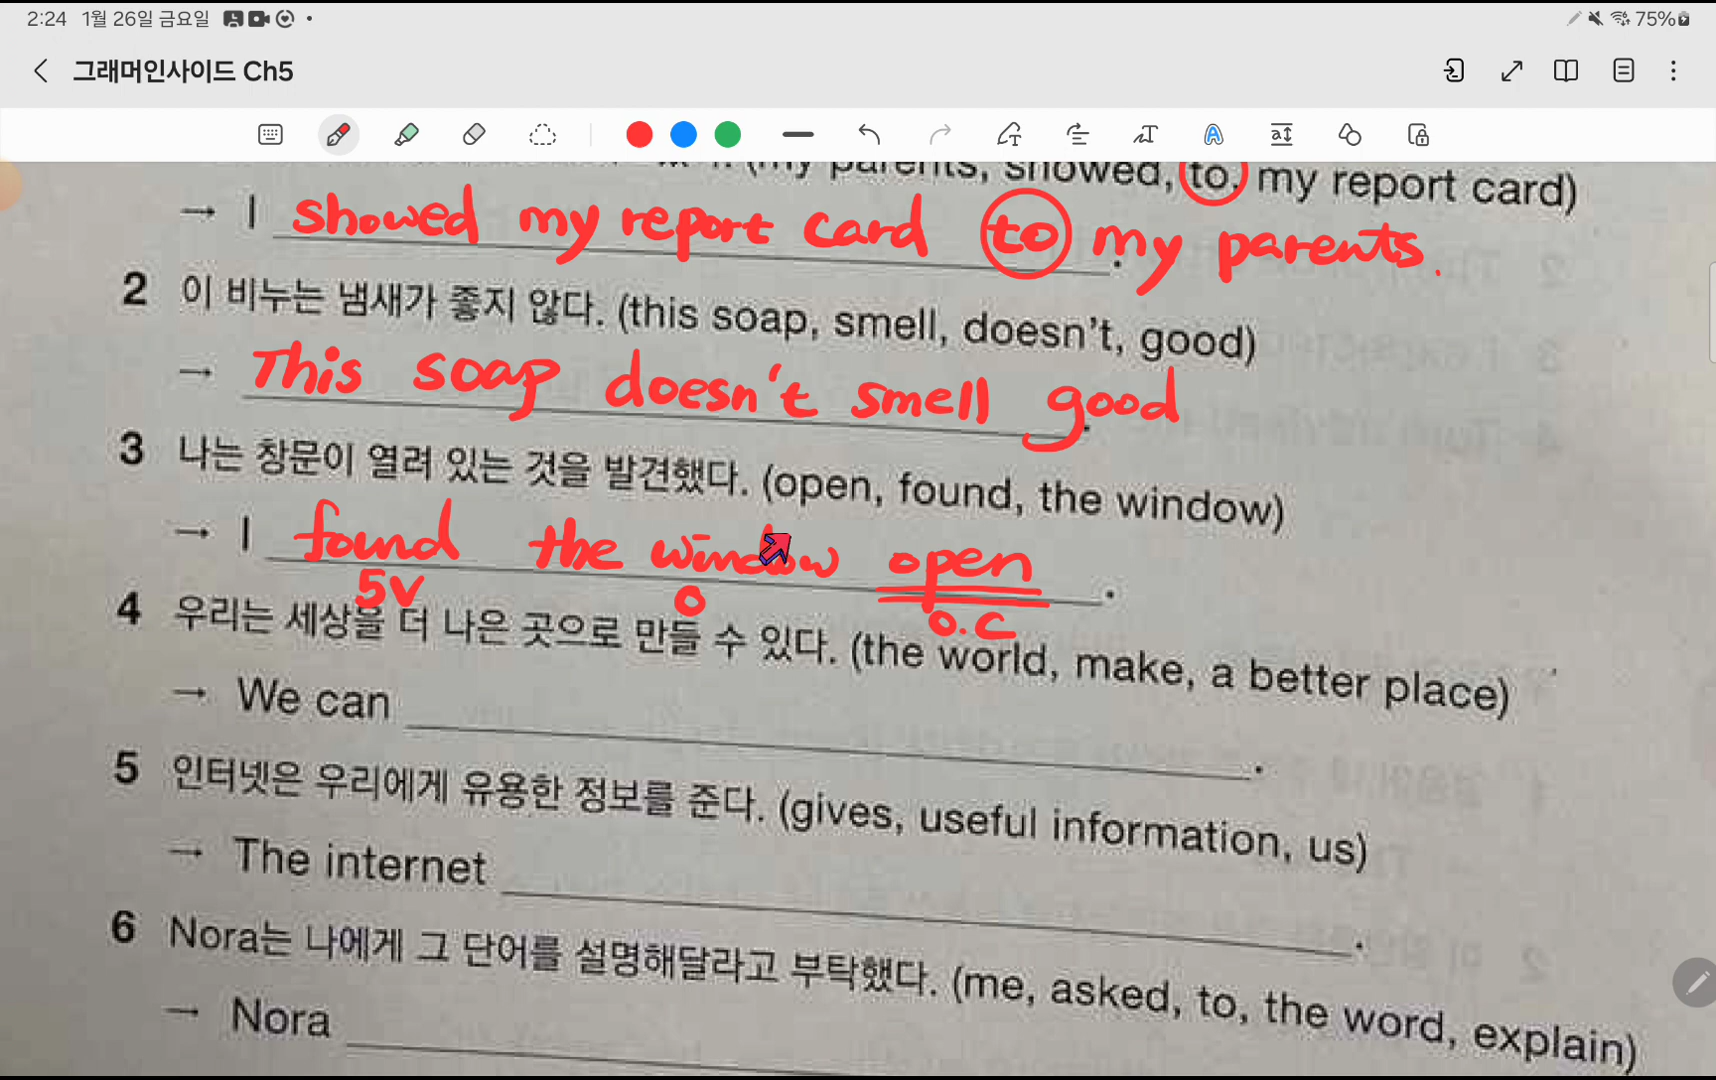 2:24 1월 26일 금요일 75%
그래머인사이드 Ch5
(my parents, showed, to, my report card)
→ I showed my report card to my parents.
2 이 비누는 냄새가 좋지 않다. (this soap, smell, doesn't, good)
→ This soap doesn't smell good
3 나는 창문이 열려 있는 것을 발견했다. (open, found, the window)
→ I found the window open.
5V O O.C
4 우리는 세상을 더 나은 곳으로 만들 수 있다. (the world, make, a better place)
→ We can
5 인터넷은 우리에게 유용한 정보를 준다. (gives, useful information, us)
→ The internet
6 Nora는 나에게 그 단어를 설명해달라고 부탁했다. (me, asked, to, the word, explain)
→ Nora